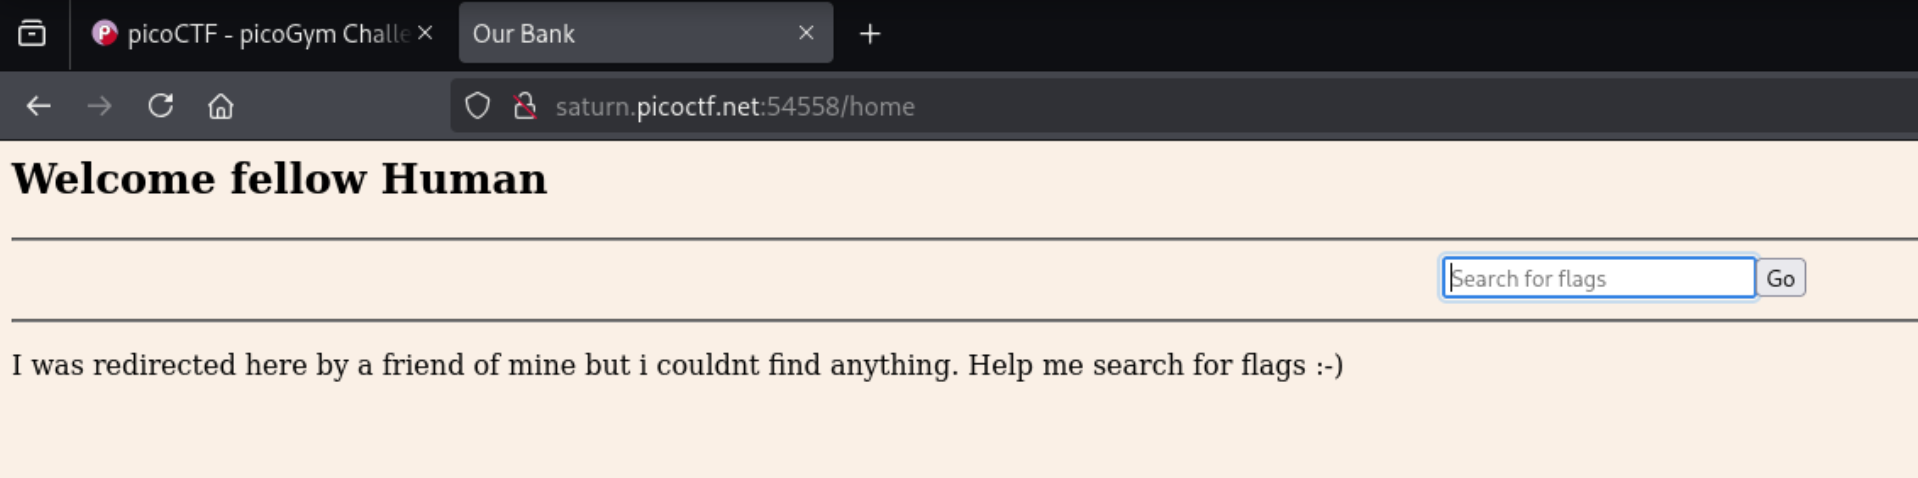 picoCTF - picoGym Challe
Our Bank
saturn.picoctf.net:54558/home
Welcome fellow Human
Search for flags
Go
I was redirected here by a friend of mine but i couldnt find anything. Help me search for flags :-)